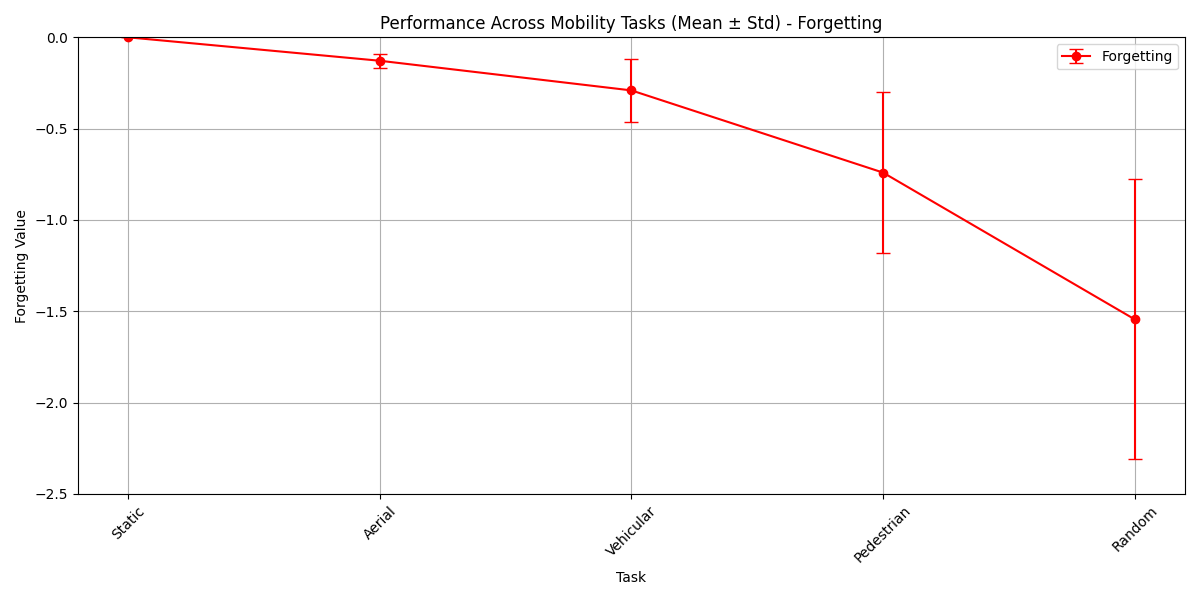 Performance Across Mobility Tasks (Mean ± Std) - Forgetting
Forgetting
0.0
−0.5
−1.0
−1.5
−2.0
−2.5
Forgetting Value
Static
Aerial
Vehicular
Pedestrian
Random
Task